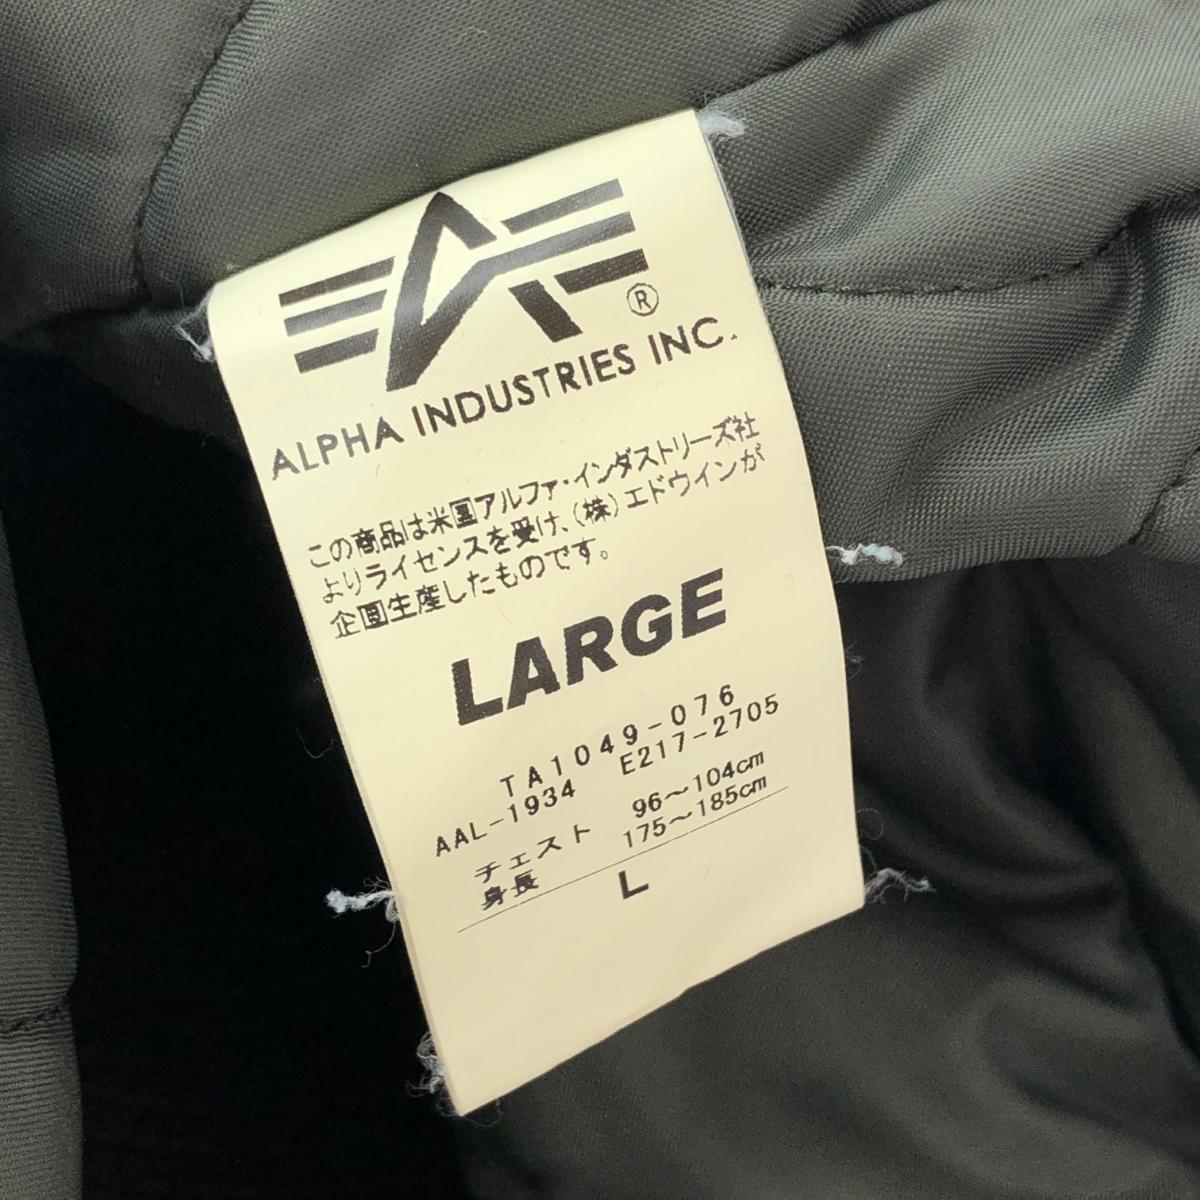 ®
ALPHA INDUSTRIES INC.
この商品は米国アルファ・インダストリーズ社
よりライセンスを受け、(株)エドウインが
企画生産したものです。
LARGE
TA1049-076
AAL-1934 E217-2705
チェスト 96〜104cm
身長 175〜185cm
L